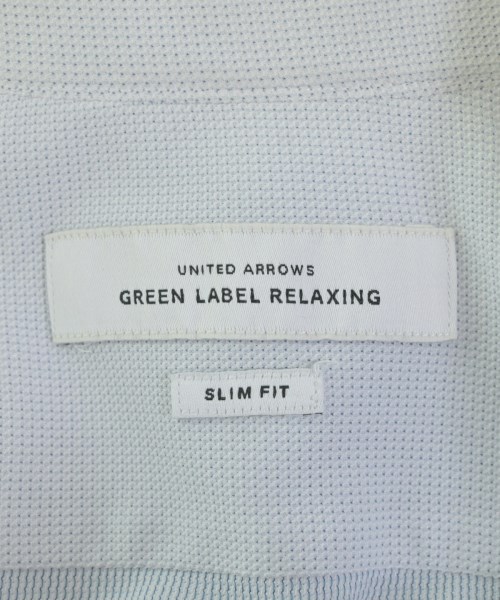 UNITED ARROWS
GREEN LABEL RELAXING
SLIM FIT